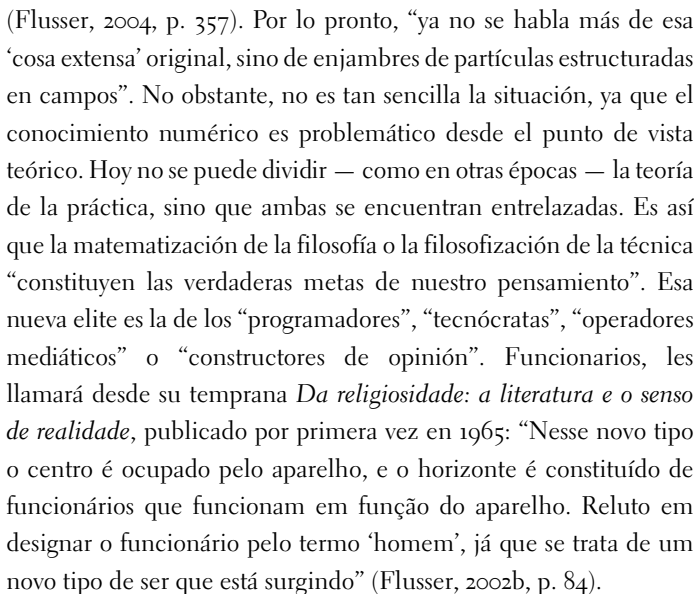 (Flusser, 2004, p. 357). Por lo pronto, “ya no se habla más de esa
‘cosa extensa’ original, sino de enjambres de partículas estructuradas
en campos”. No obstante, no es tan sencilla la situación, ya que el
conocimiento numérico es problemático desde el punto de vista
teórico. Hoy no se puede dividir — como en otras épocas — la teoría
de la práctica, sino que ambas se encuentran entrelazadas. Es así
que la matematización de la filosofía o la filosofización de la técnica
“constituyen las verdaderas metas de nuestro pensamiento”. Esa
nueva elite es la de los “programadores”, “tecnócratas”, “operadores
mediáticos” o “constructores de opinión”. Funcionarios, les
llamará desde su temprana Da religiosidade: a literatura e o senso
de realidade, publicado por primera vez en 1965: “Nesse novo tipo
o centro é ocupado pelo aparelho, e o horizonte é constituído de
funcionários que funcionam em função do aparelho. Reluto em
designar o funcionário pelo termo ‘homem’, já que se trata de um
novo tipo de ser que está surgindo” (Flusser, 2002b, p. 84).